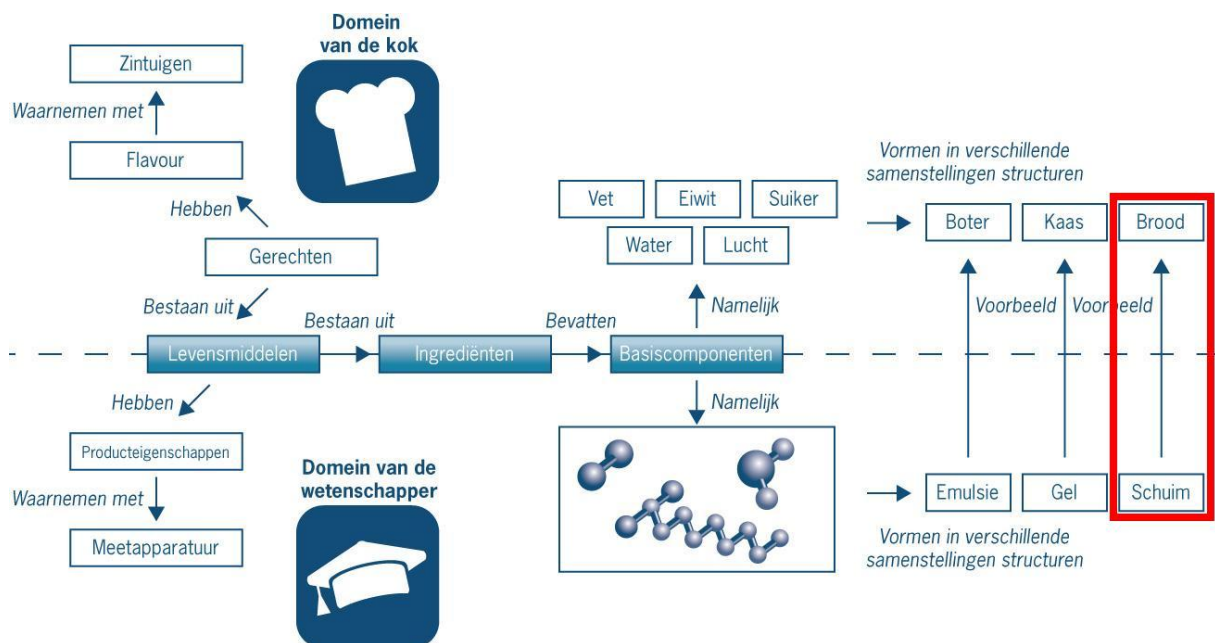 Domein
van de kok
Zintuigen
Waarnemen met
Flavour
Hebben
Gerechten
Bestaan uit
Levensmiddelen
Bestaan uit
Ingrediënten
Bevatten
Basiscomponenten
Namelijk
Vet
Eiwit
Suiker
Water
Lucht
Vormen in verschillende
samenstellingen structuren
Boter
Kaas
Brood
Voorbeeld
Voorbeeld
Hebben
Producteigenschappen
Waarnemen met
Meetapparatuur
Domein van de
wetenschapper
Namelijk
Emulsie
Gel
Schuim
Vormen in verschillende
samenstellingen structuren